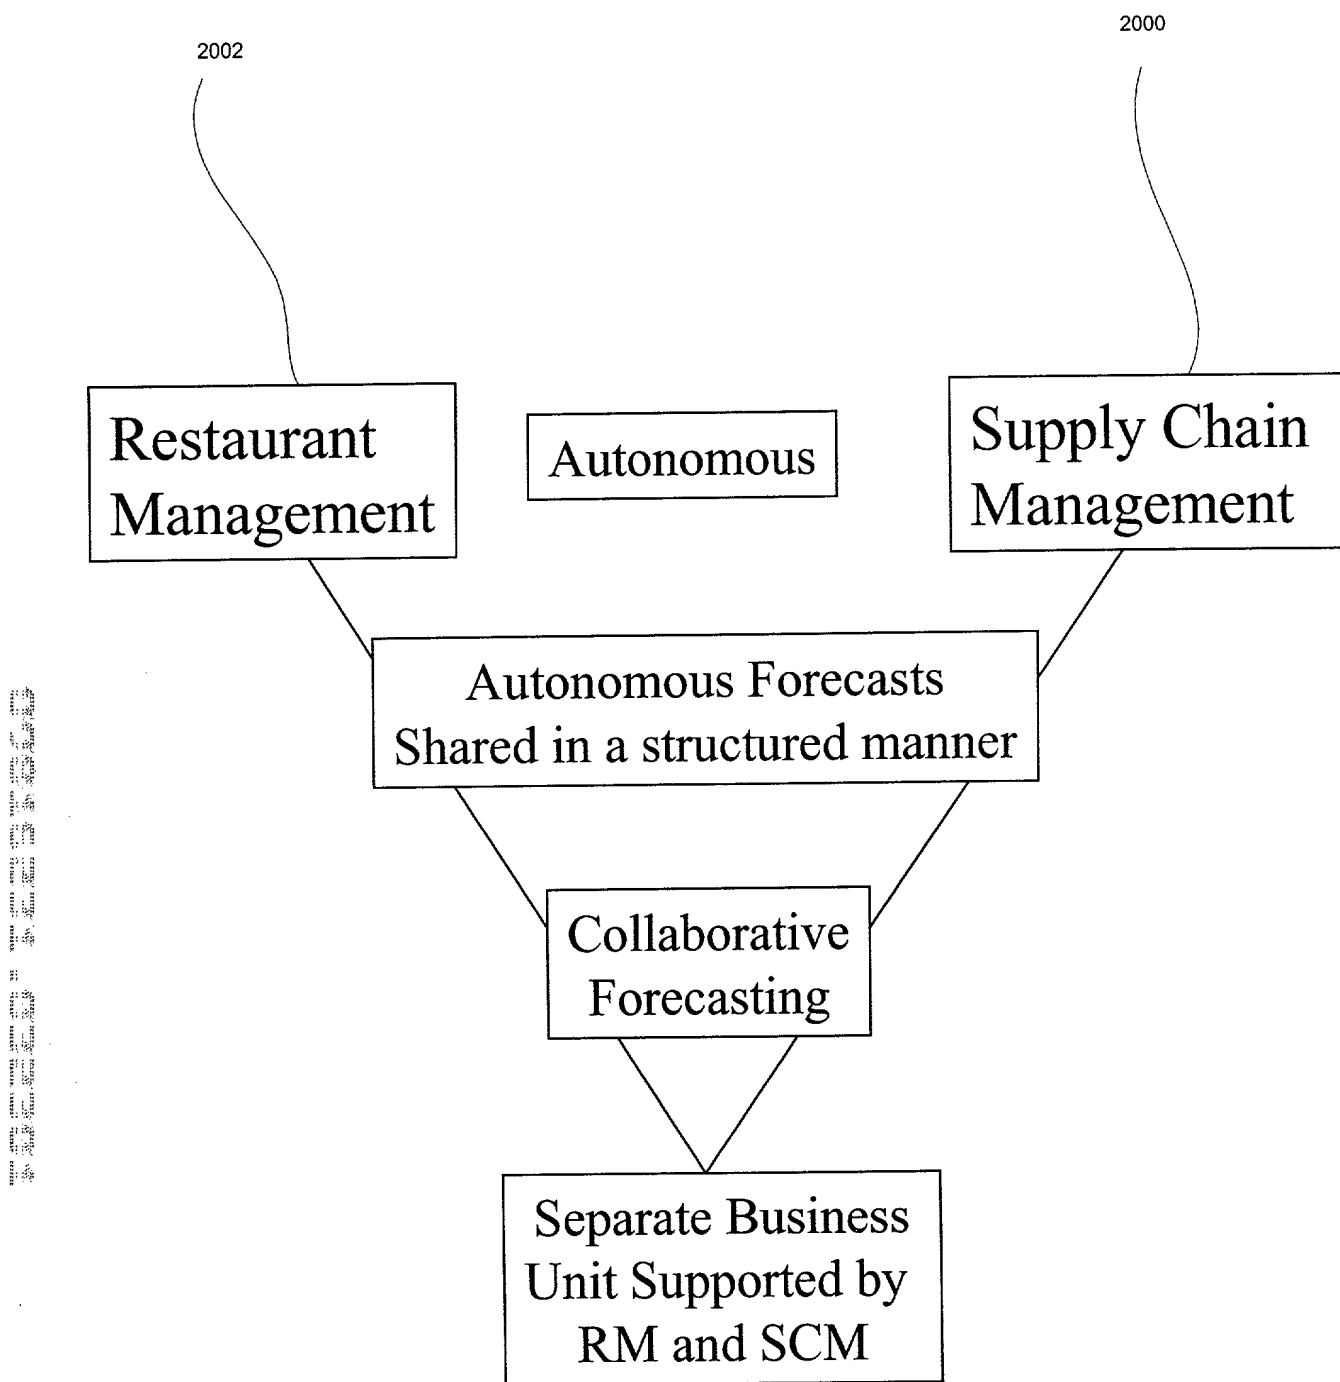 2002
2000
Restaurant
Management
Autonomous
Supply Chain
Management
Autonomous Forecasts
Shared in a structured manner
Collaborative
Forecasting
Separate Business
Unit Supported by
RM and SCM